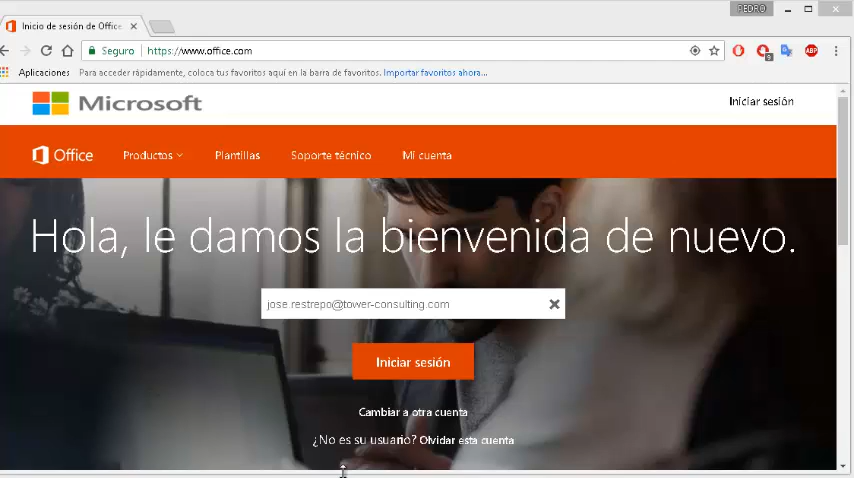 PEDRO
Inicio de sesión de Office
Seguro https://www.office.com
Aplicaciones Para acceder rápidamente, coloca tus favoritos aquí en la barra de favoritos. Importar favoritos ahora...
Microsoft Iniciar sesión
Office Productos Plantillas Soporte técnico Mi cuenta
Hola, le damos la bienvenida de nuevo.
jose.restrepo@tower-consulting.com
Iniciar sesión
Cambiar a otra cuenta
¿No es su usuario? Olvidar esta cuenta